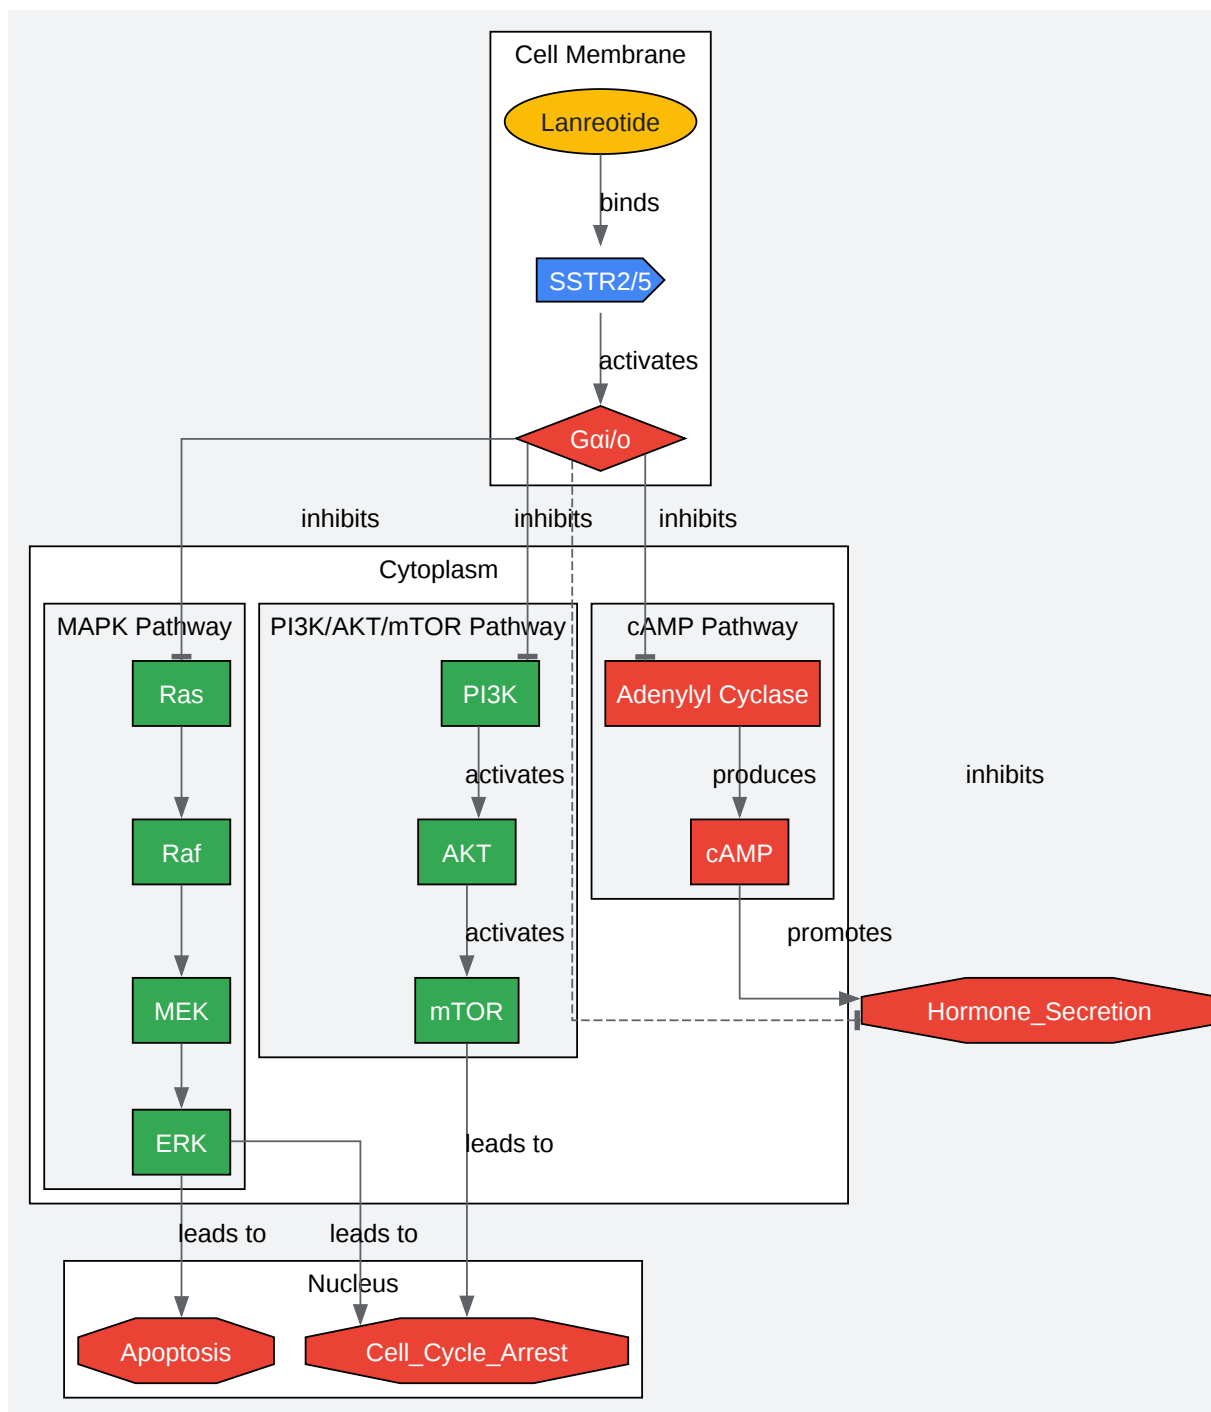 Cell Membrane
Lanreotide
binds
SSTR2/5
activates
Gαi/o
inhibits
inhibits
inhibits
Cytoplasm
MAPK Pathway
PI3K/AKT/mTOR Pathway
cAMP Pathway
Ras
PI3K
Adenylyl Cyclase
activates
produces
inhibits
Raf
AKT
cAMP
activates
promotes
MEK
mTOR
Hormone_Secretion
ERK
leads to
leads to
leads to
Nucleus
Apoptosis
Cell_Cycle_Arrest